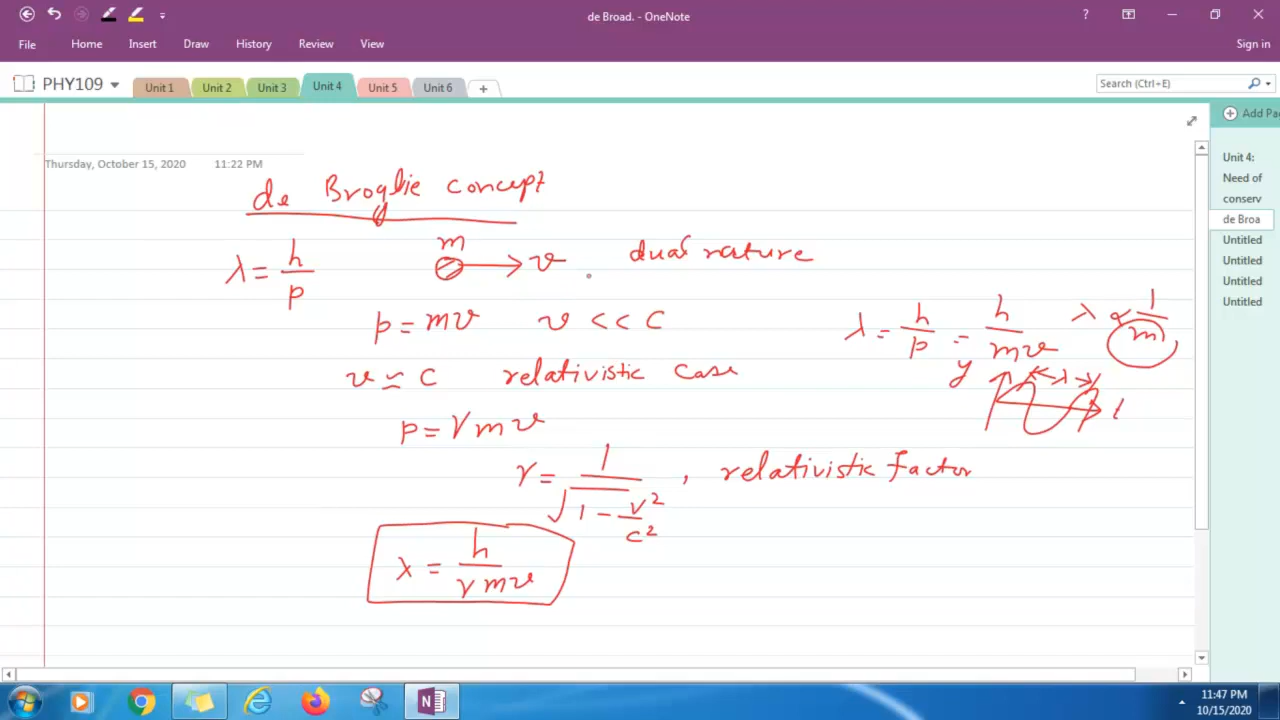 de Broad. - OneNote
?
File Home Insert Draw History Review View
Sign in
PHY109 Unit 1 Unit 2 Unit 3 Unit 4 Unit 5 Unit 6 +
Search (Ctrl+E)
Add Pa
Thursday, October 15, 2020 11:22 PM
Unit 4:
Need of
conserv
de Broa
Untitled
Untitled
Untitled
Untitled
de Broglie concept
λ = h/p m v dual nature
p = mv v << c
λ = h/p = h/mv λ ∝ 1/m
v ≃ c relativistic case
y λ
p = γmv
γ = 1/√(1 - v²/c²) , relativistic factor
λ = h/γmv
11:47 PM
10/15/2020